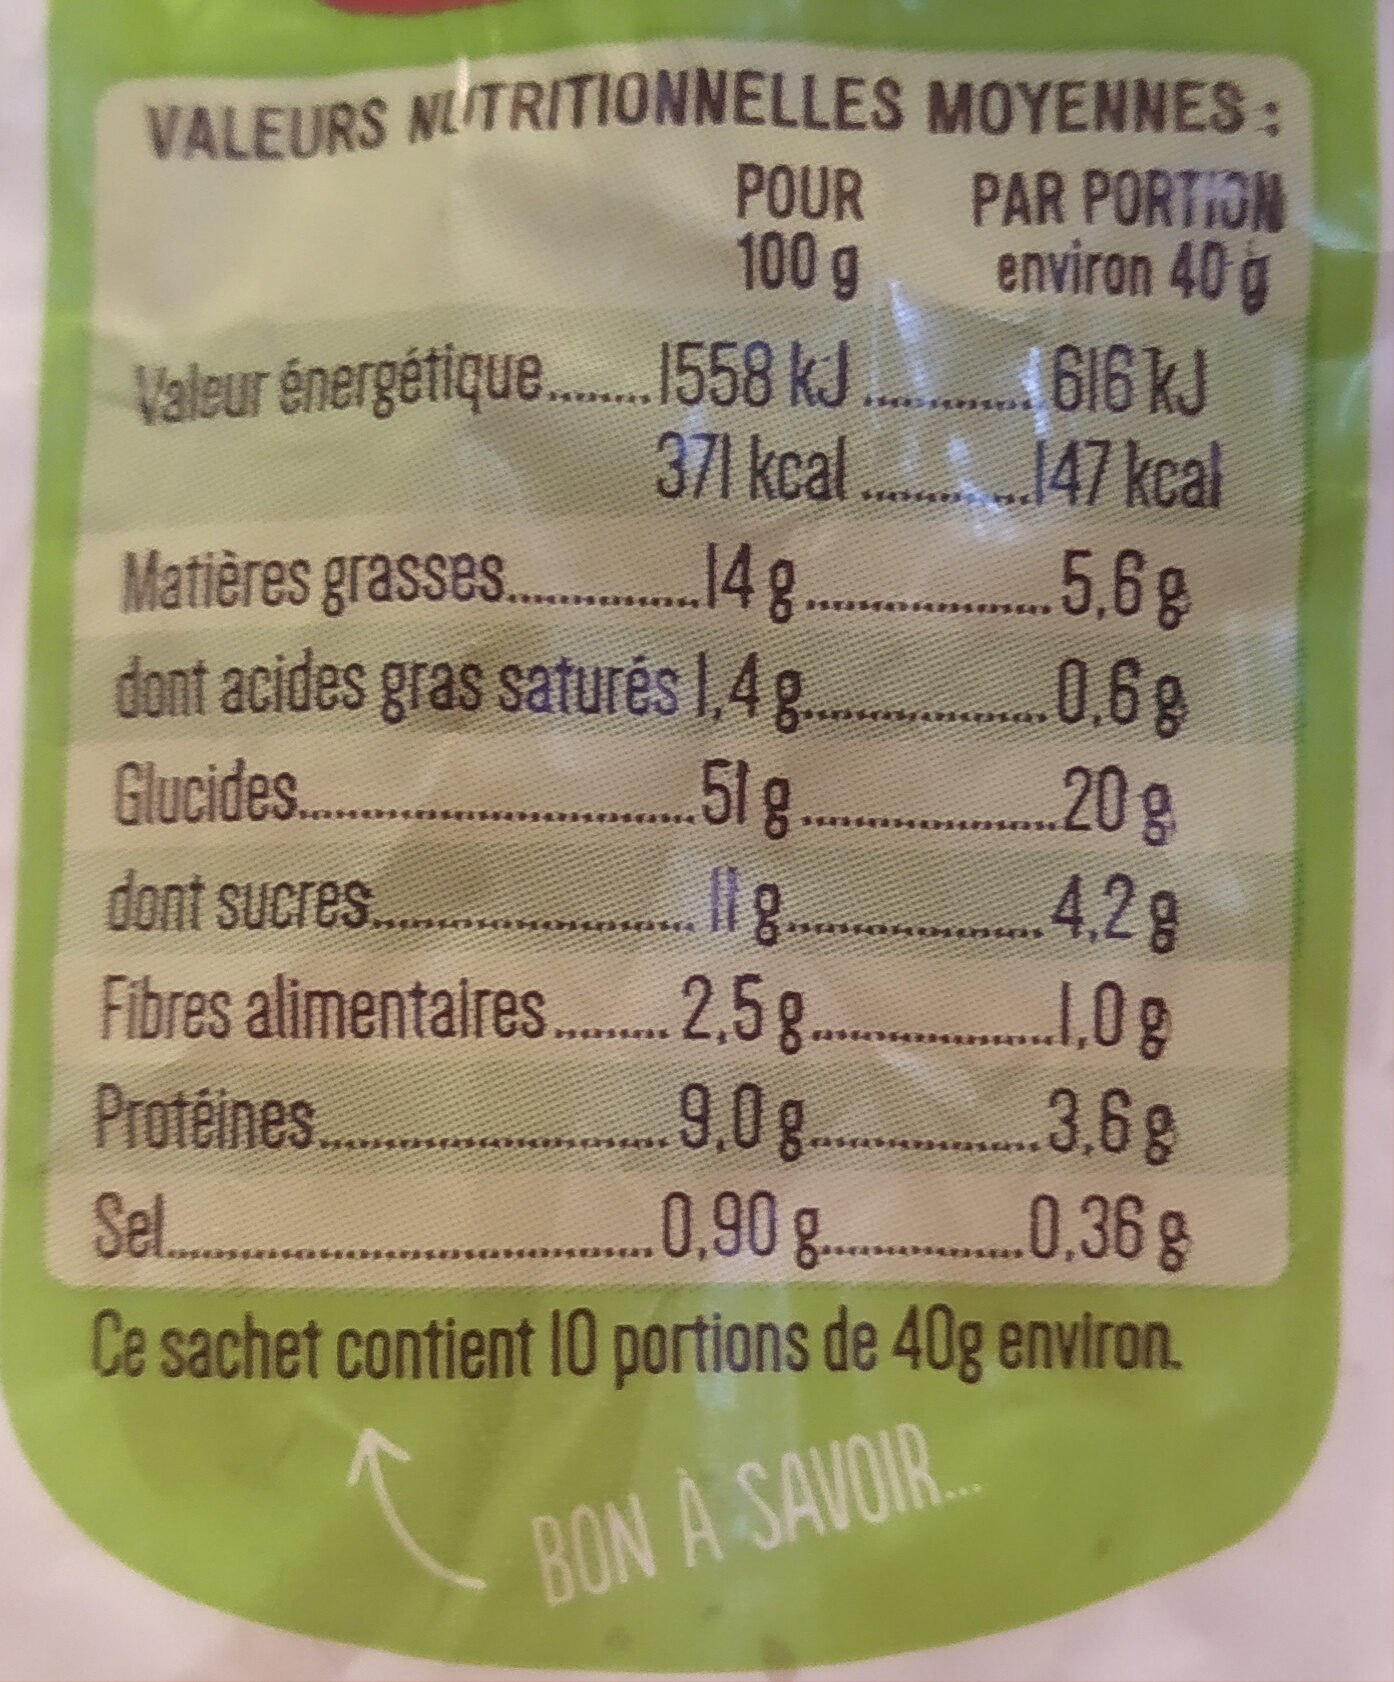 VALEURS NUTRITIONNELLES MOYENNES :
POUR PAR PORTION
100 g environ 40 g
Valeur énergétique........1558 kJ ............616 kJ
371 kcal ............147 kcal
Matières grasses..............14 g..................5,6 g
dont acides gras saturés 1,4 g..................0,6 g
Glucides.............................51 g..................20 g
dont sucres........................11 g..................4,2 g
Fibres alimentaires......... 2,5 g..................1,0 g
Protéines..........................9,0 g.................3,6 g
Sel....................................0,90 g...............0,36 g
Ce sachet contient 10 portions de 40g environ.
BON À SAVOIR...